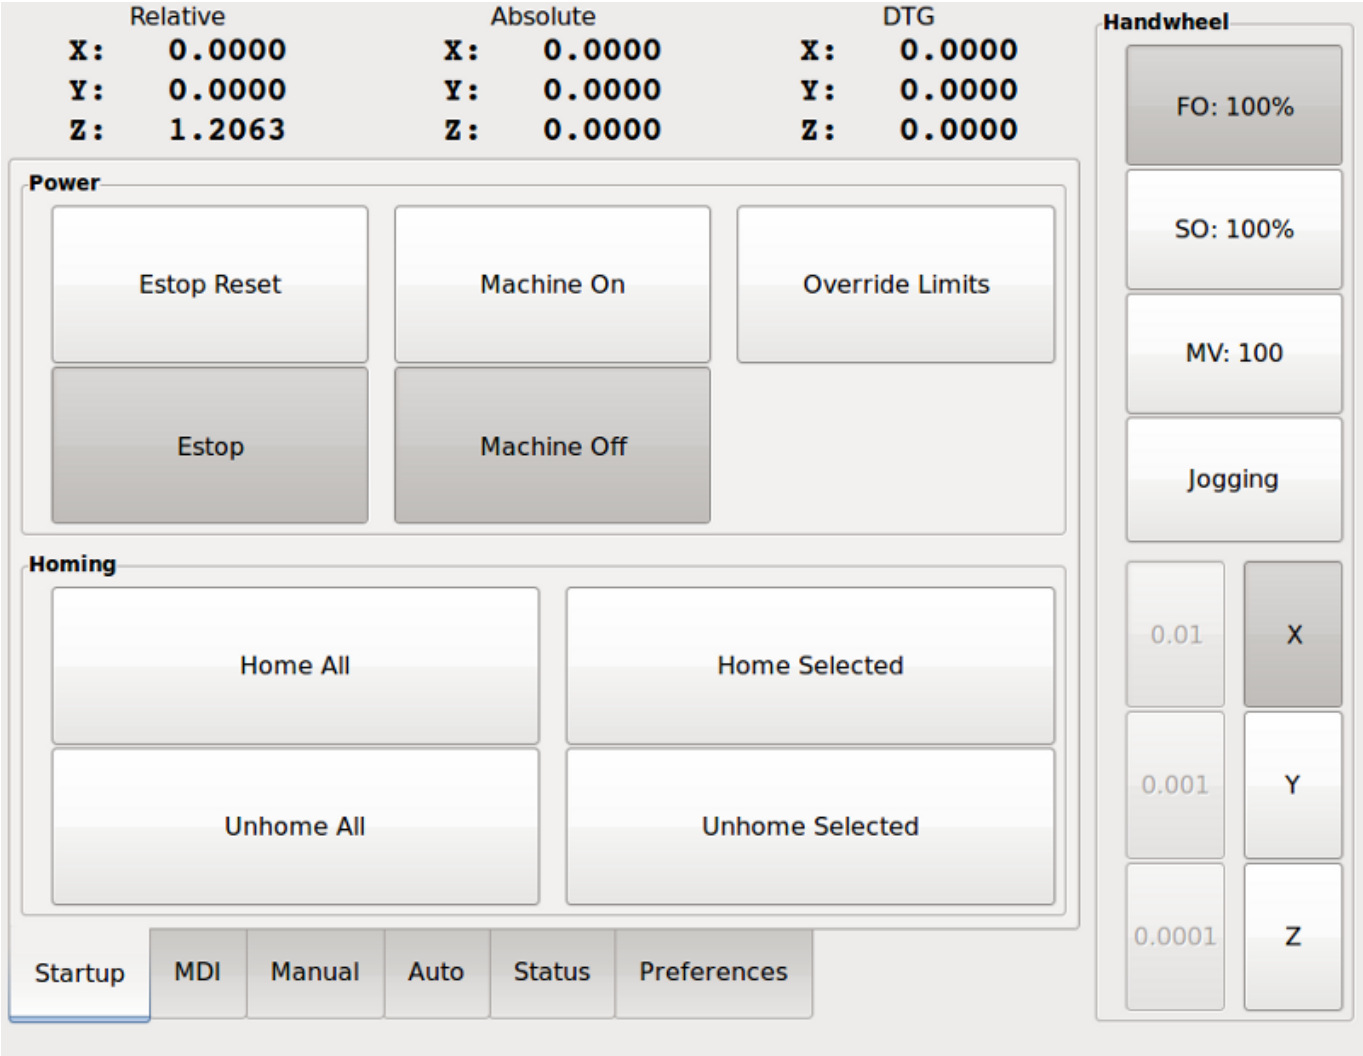 Relative Absolute DTG
X: 0.0000 X: 0.0000 X: 0.0000
Y: 0.0000 Y: 0.0000 Y: 0.0000
Z: 1.2063 Z: 0.0000 Z: 0.0000
Power
Estop Reset Machine On Override Limits
Estop Machine Off
Homing
Home All Home Selected
Unhome All Unhome Selected
Startup MDI Manual Auto Status Preferences
Handwheel
FO: 100%
SO: 100%
MV: 100
Jogging
0.01 X
0.001 Y
0.0001 Z